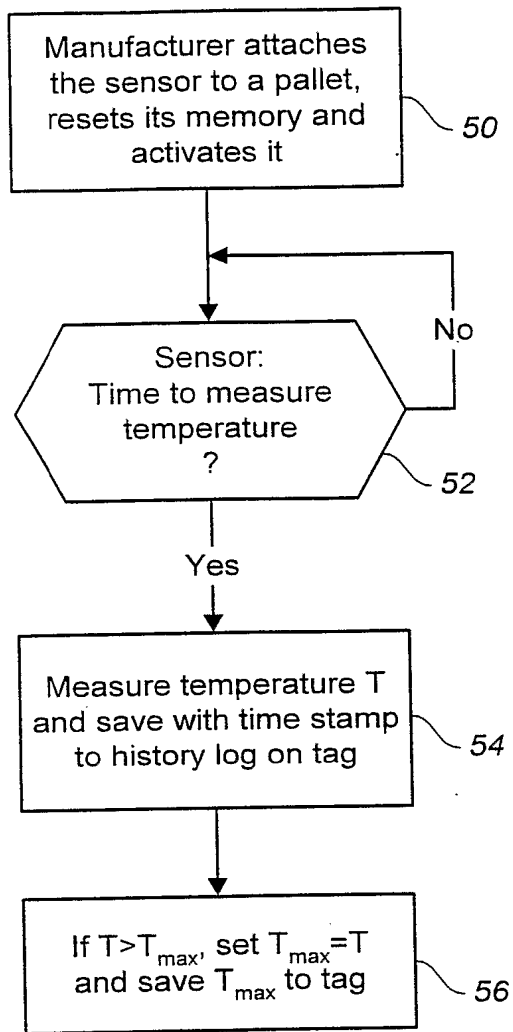 Manufacturer attaches
the sensor to a pallet,
resets its memory and
activates it
50
No
Sensor:
Time to measure
temperature
?
52
Yes
Measure temperature T
and save with time stamp
to history log on tag
54
If T>Tmax, set Tmax=T
and save Tmax to tag
56